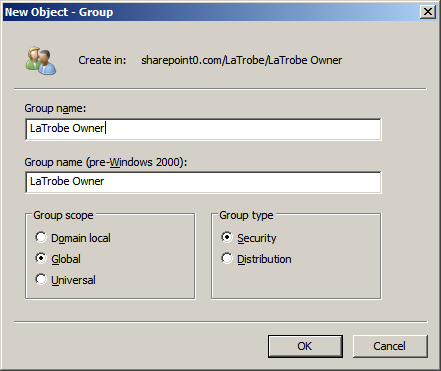 New Object - Group
Create in: sharepoint0.com/LaTrobe/LaTrobe Owner
Group name:
LaTrobe Owner
Group name (pre-Windows 2000):
LaTrobe Owner
Group scope
Domain local
Global
Universal
Group type
Security
Distribution
OK Cancel